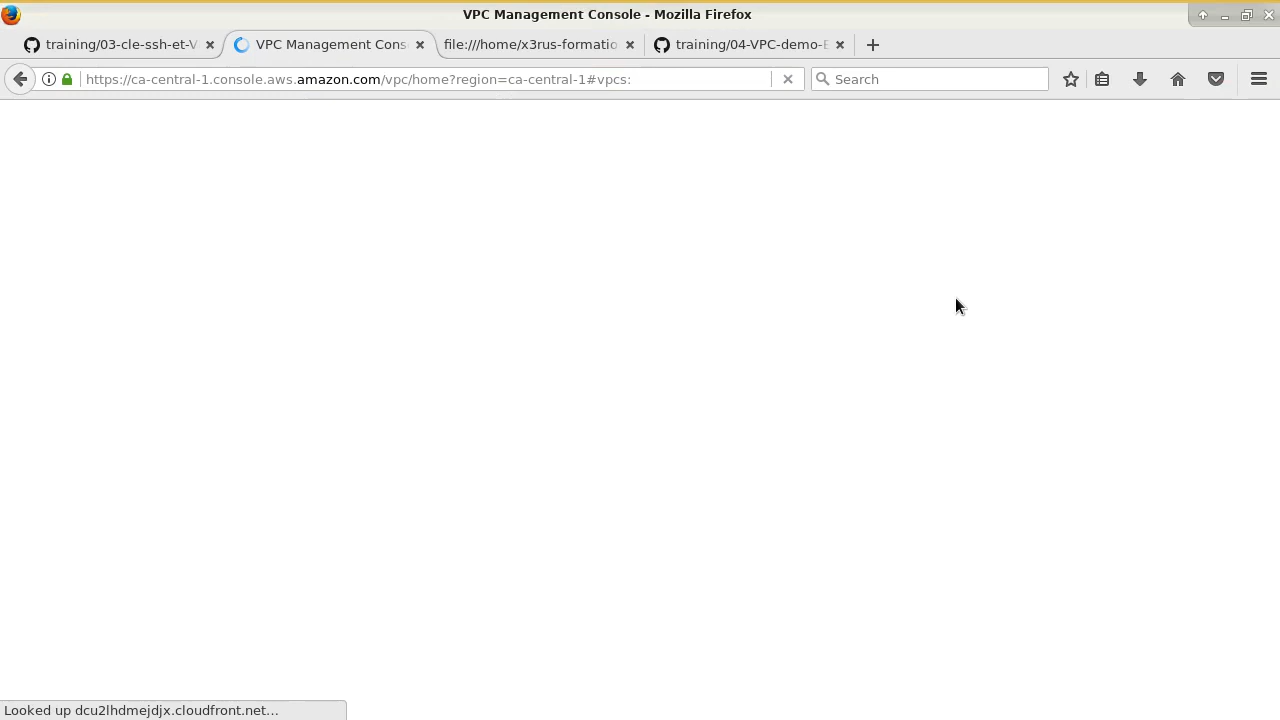 VPC Management Console - Mozilla Firefox
training/03-cle-ssh-et-V
VPC Management Cons
file:///home/x3rus-formatio
training/04-VPC-demo-E
https://ca-central-1.console.aws.amazon.com/vpc/home?region=ca-central-1#vpcs:
Search
Looked up dcu2lhdmejdjx.cloudfront.net...